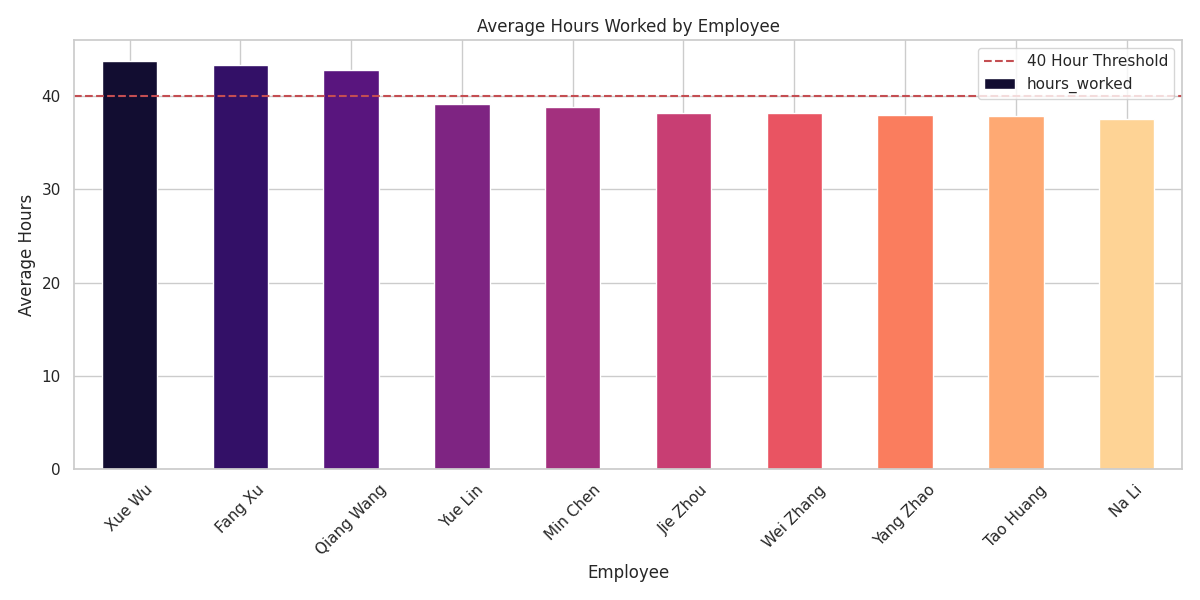 Average Hours Worked by Employee
40 Hour Threshold
hours_worked
Average Hours
40
30
20
10
0
Xue Wu
Fang Xu
Qiang Wang
Yue Lin
Min Chen
Jie Zhou
Wei Zhang
Yang Zhao
Tao Huang
Na Li
Employee